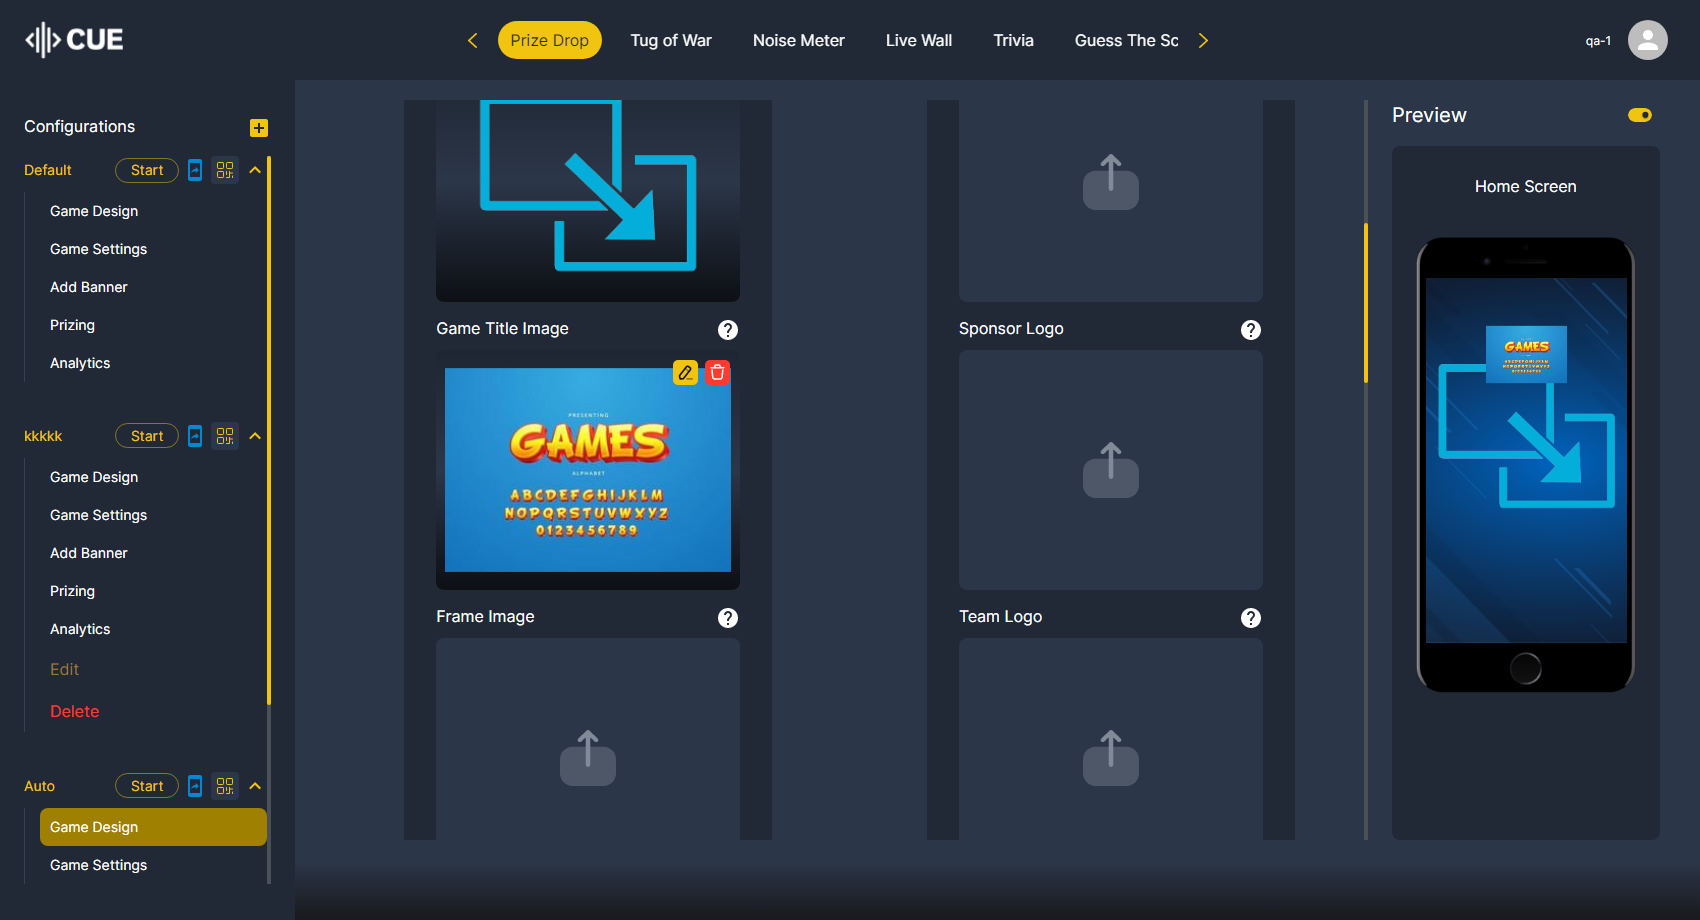 CUE
Prize Drop
Tug of War
Noise Meter
Live Wall
Trivia
Guess The Sc
qa-1
Configurations
Default
Start
Game Design
Game Settings
Add Banner
Prizing
Analytics
kkkkk
Start
Game Design
Game Settings
Add Banner
Prizing
Analytics
Edit
Delete
Auto
Start
Game Design
Game Settings
Game Title Image
?
PRESENTING
GAMES
ALPHABET
ABCDEFGHIJKLM
NOPQRSTUVWXYZ
0123456789
Frame Image
?
Sponsor Logo
?
Team Logo
?
Preview
Home Screen
GAMES
ABCDEFGHIJKLM
NOPQRSTUVWXYZ
0123456789